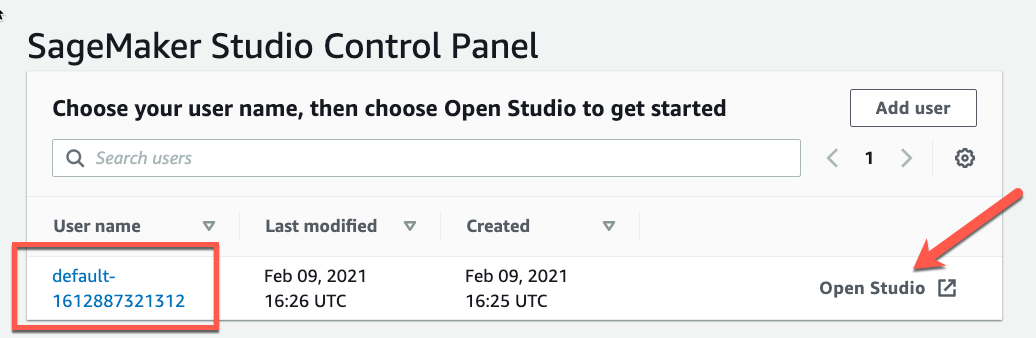 SageMaker Studio Control Panel
Choose your user name, then choose Open Studio to get started
Add user
Search users
1
User name
Last modified
Created
default-
1612887321312
Feb 09, 2021
16:26 UTC
Feb 09, 2021
16:25 UTC
Open Studio